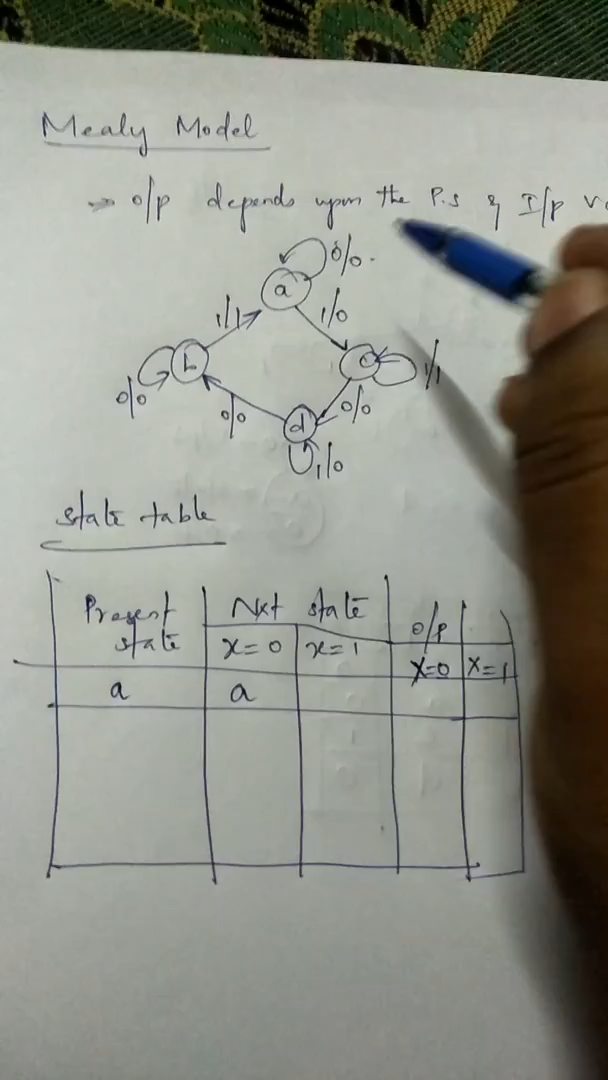 Mealy Model
→ o/p depends upon the P.S & I/p
0/0.
a
1/1
1/0
b
c
1/1
0/0
0/0
d
0/0
1/0
state table
Present state
Nxt state
o/p
x=0
x=1
X=0
X=1
a
a